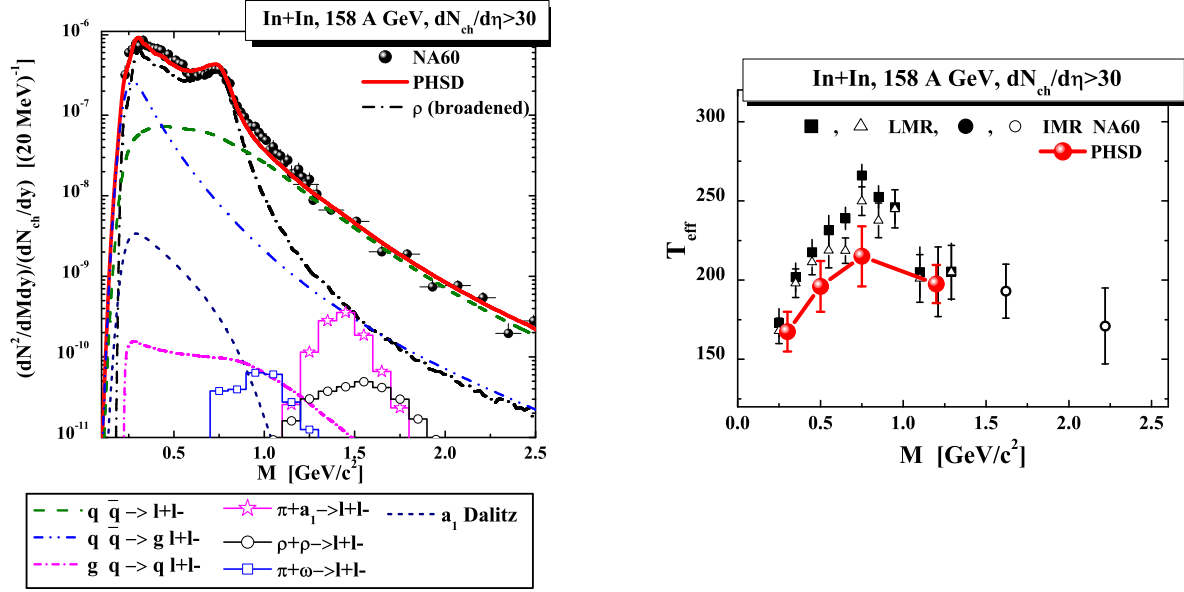 In+In, 158 A GeV, dN_ch/dη>30
NA60
PHSD
ρ (broadened)
(dN²/dMdy)/(dN_ch/dy) [(20 MeV)⁻¹]
10⁻⁶
10⁻⁷
10⁻⁸
10⁻⁹
10⁻¹⁰
10⁻¹¹
0.5 1.0 1.5 2.0 2.5
M [GeV/c²]
q q̅ –> l+l-
q q̅ –> g l+l-
g q –> q l+l-
π+a₁–>l+l-
ρ+ρ–>l+l-
π+ω–>l+l-
a₁ Dalitz
In+In, 158 A GeV, dN_ch/dη>30
, LMR, , IMR NA60
PHSD
T_eff
300
250
200
150
0.0 0.5 1.0 1.5 2.0 2.5
M [GeV/c²]